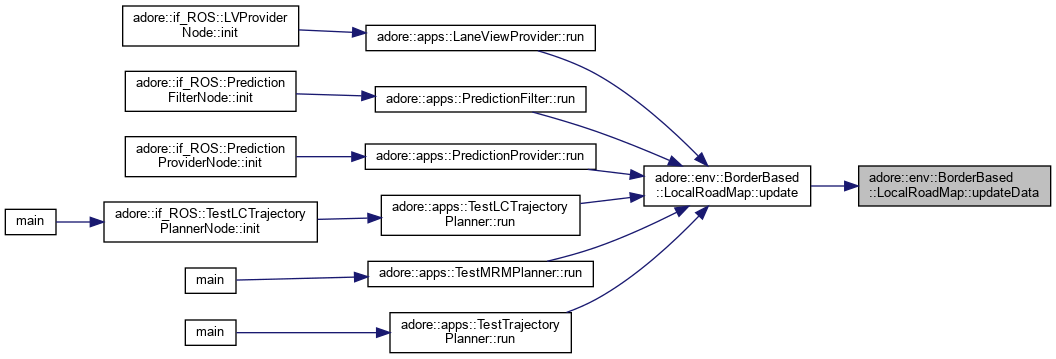 adore::if_ROS::LVProvider
Node::init
adore::apps::LaneViewProvider::run
adore::if_ROS::Prediction
FilterNode::init
adore::apps::PredictionFilter::run
adore::if_ROS::Prediction
ProviderNode::init
adore::apps::PredictionProvider::run
adore::env::BorderBased
::LocalRoadMap::update
adore::env::BorderBased
::LocalRoadMap::updateData
main
adore::if_ROS::TestLCTrajectory
PlannerNode::init
adore::apps::TestLCTrajectory
Planner::run
main
adore::apps::TestMRMPlanner::run
main
adore::apps::TestTrajectory
Planner::run